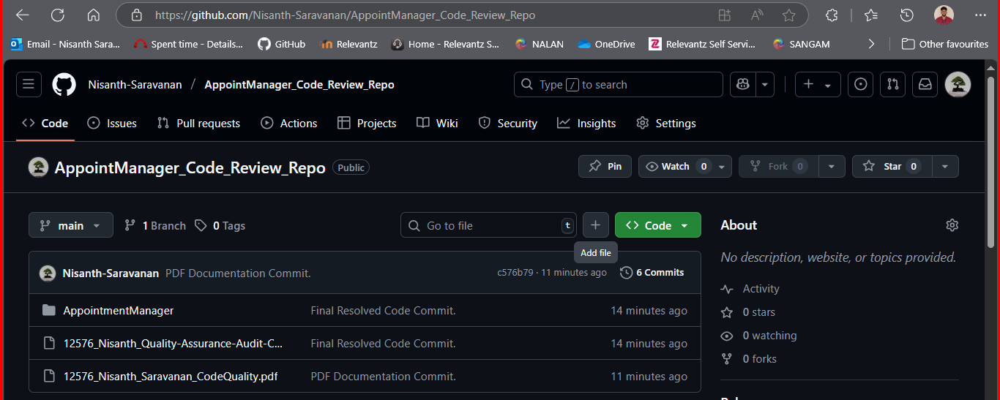 https://github.com/Nisanth-Saravanan/AppointManager_Code_Review_Repo
Email - Nisanth Sara... Spent time - Details... GitHub Relevantz Home - Relevantz S... NALAN OneDrive Relevantz Self Servi... SANGAM Other favourites
Nisanth-Saravanan / AppointManager_Code_Review_Repo Type / to search
Code Issues Pull requests Actions Projects Wiki Security Insights Settings
AppointManager_Code_Review_Repo Public Pin Watch 0 Fork 0 Star 0
main 1 Branch 0 Tags Go to file t Code
Add file
Nisanth-Saravanan PDF Documentation Commit. c576b79 · 11 minutes ago 6 Commits
AppointmentManager Final Resolved Code Commit. 14 minutes ago
12576_Nisanth_Quality-Assurance-Audit-C... Final Resolved Code Commit. 14 minutes ago
12576_Nisanth_Saravanan_CodeQuality.pdf PDF Documentation Commit. 11 minutes ago
About
No description, website, or topics provided.
Activity
0 stars
0 watching
0 forks